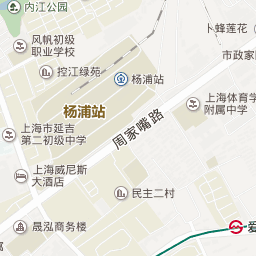 内江公园
卜蜂莲花
风帆初级
职业学校
市政家
控江绿苑
杨浦站
杨浦站
上海体育学
附属中学
上海市延吉
第二初级中学
周家嘴路
上海威尼斯
大酒店
民主二村
晟泓商务楼
爱